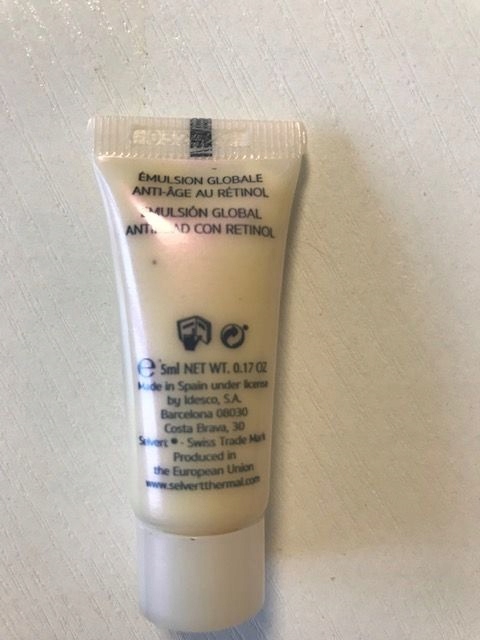 ÉMULSION GLOBALE
ANTI-ÂGE AU RÉTINOL
ÉMULSIÓN GLOBAL
ANTIEDAD CON RETINOL
e 5ml NET WT. 0.17 OZ
Made in Spain under license
by Idesco, S.A.
Barcelona 08030
Costa Brava, 30
Selvert ® - Swiss Trade Mark
Produced in
the European Union
www.selvertthermal.com